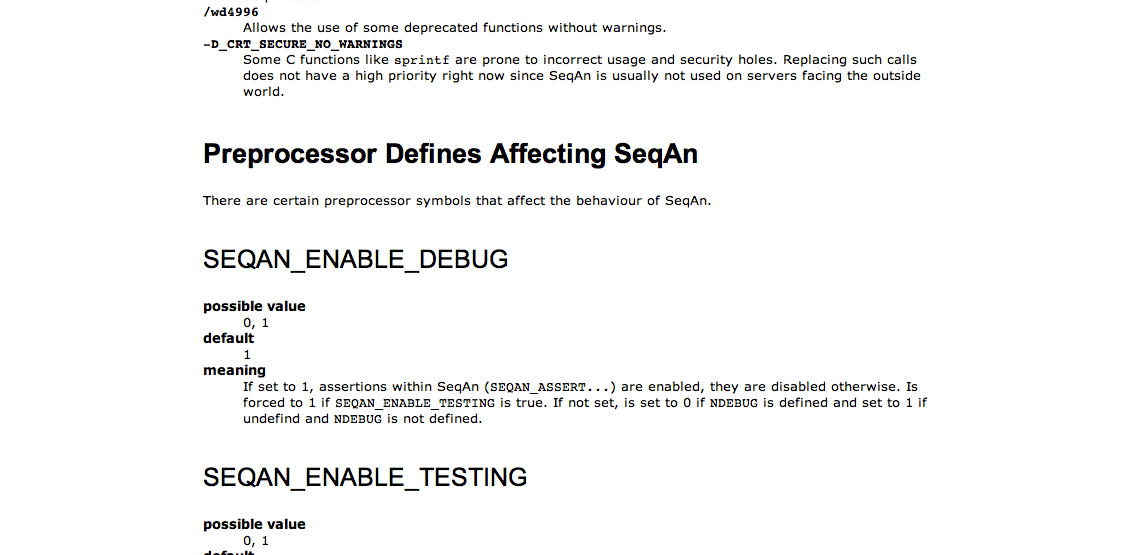 /wd4996
Allows the use of some deprecated functions without warnings.
-D_CRT_SECURE_NO_WARNINGS
Some C functions like sprintf are prone to incorrect usage and security holes. Replacing such calls
does not have a high priority right now since SeqAn is usually not used on servers facing the outside
world.
Preprocessor Defines Affecting SeqAn
There are certain preprocessor symbols that affect the behaviour of SeqAn.
SEQAN_ENABLE_DEBUG
possible value
0, 1
default
1
meaning
If set to 1, assertions within SeqAn (SEQAN_ASSERT...) are enabled, they are disabled otherwise. Is
forced to 1 if SEQAN_ENABLE_TESTING is true. If not set, is set to 0 if NDEBUG is defined and set to 1 if
undefind and NDEBUG is not defined.
SEQAN_ENABLE_TESTING
possible value
0, 1
default